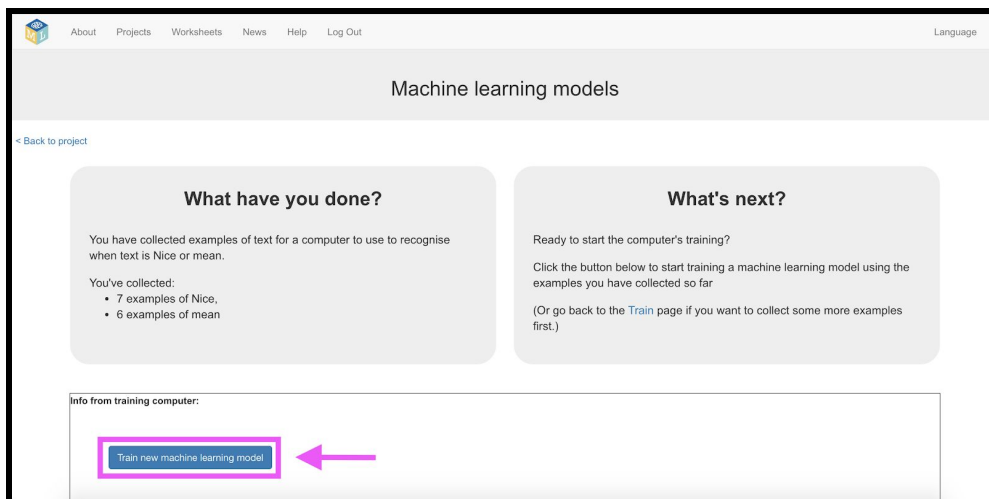 About Projects Worksheets News Help Log Out Language
Machine learning models
< Back to project
What have you done?
You have collected examples of text for a computer to use to recognise
when text is Nice or mean.
You've collected:
• 7 examples of Nice,
• 6 examples of mean
What's next?
Ready to start the computer's training?
Click the button below to start training a machine learning model using the
examples you have collected so far
(Or go back to the Train page if you want to collect some more examples
first.)
Info from training computer:
Train new machine learning model